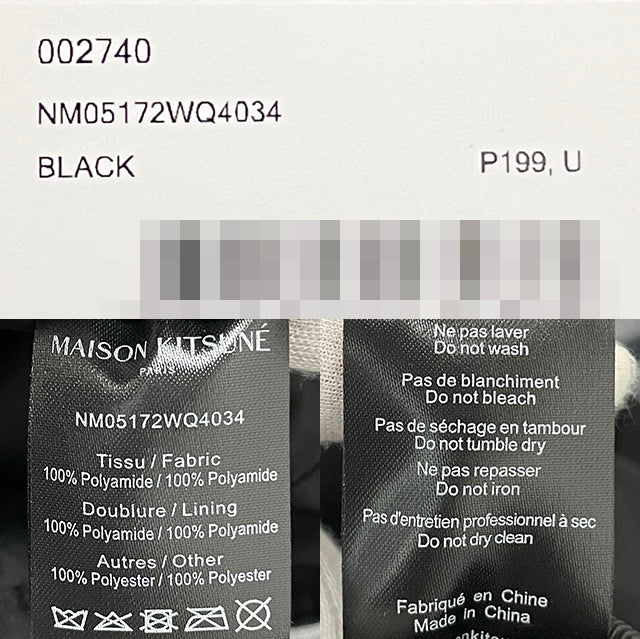 002740
NM05172WQ4034
BLACK
P199, U
MAISON KITSUNÉ
PARIS
NM05172WQ4034
Tissu / Fabric
100% Polyamide / 100% Polyamide
Doublure / Lining
100% Polyamide / 100% Polyamide
Autres / Other
100% Polyester / 100% Polyester
Ne pas laver
Do not wash
Pas de blanchiment
Do not bleach
Pas de séchage en tambour
Do not tumble dry
Ne pas repasser
Do not iron
Pas d'entretien professionnel à sec
Do not dry clean
Fabriqué en Chine
Made in China